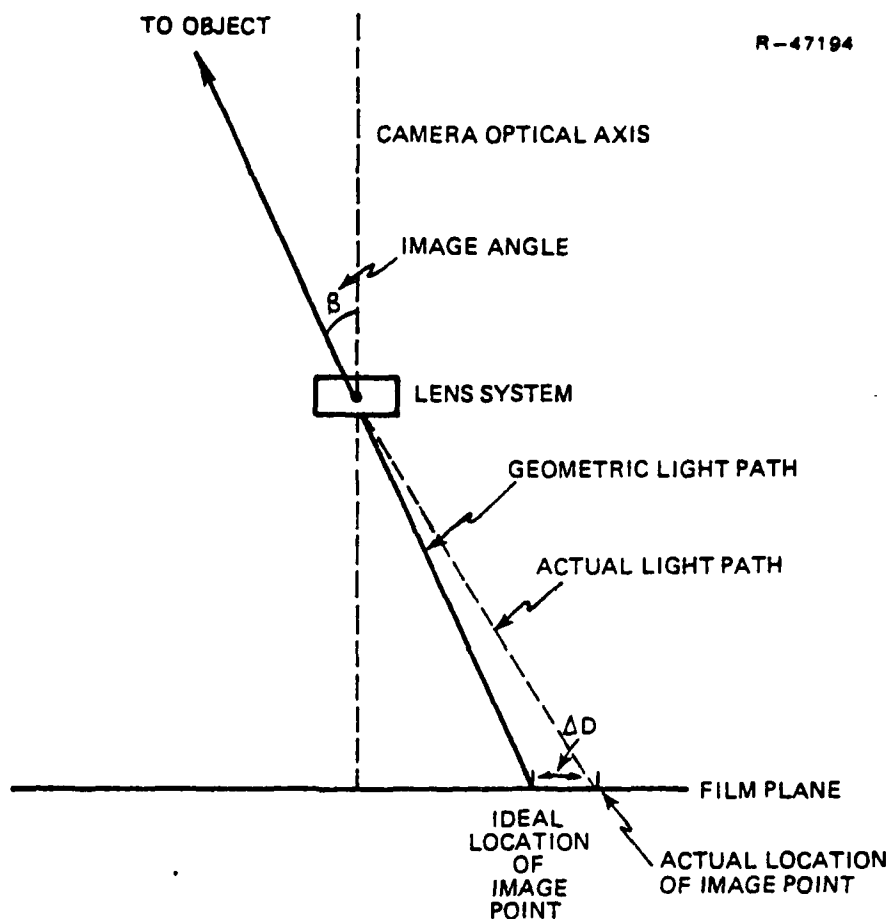 TO OBJECT
R-47194
CAMERA OPTICAL AXIS
IMAGE ANGLE
β
LENS SYSTEM
GEOMETRIC LIGHT PATH
ACTUAL LIGHT PATH
ΔD
FILM PLANE
IDEAL
LOCATION
OF
IMAGE
POINT
ACTUAL LOCATION
OF IMAGE POINT